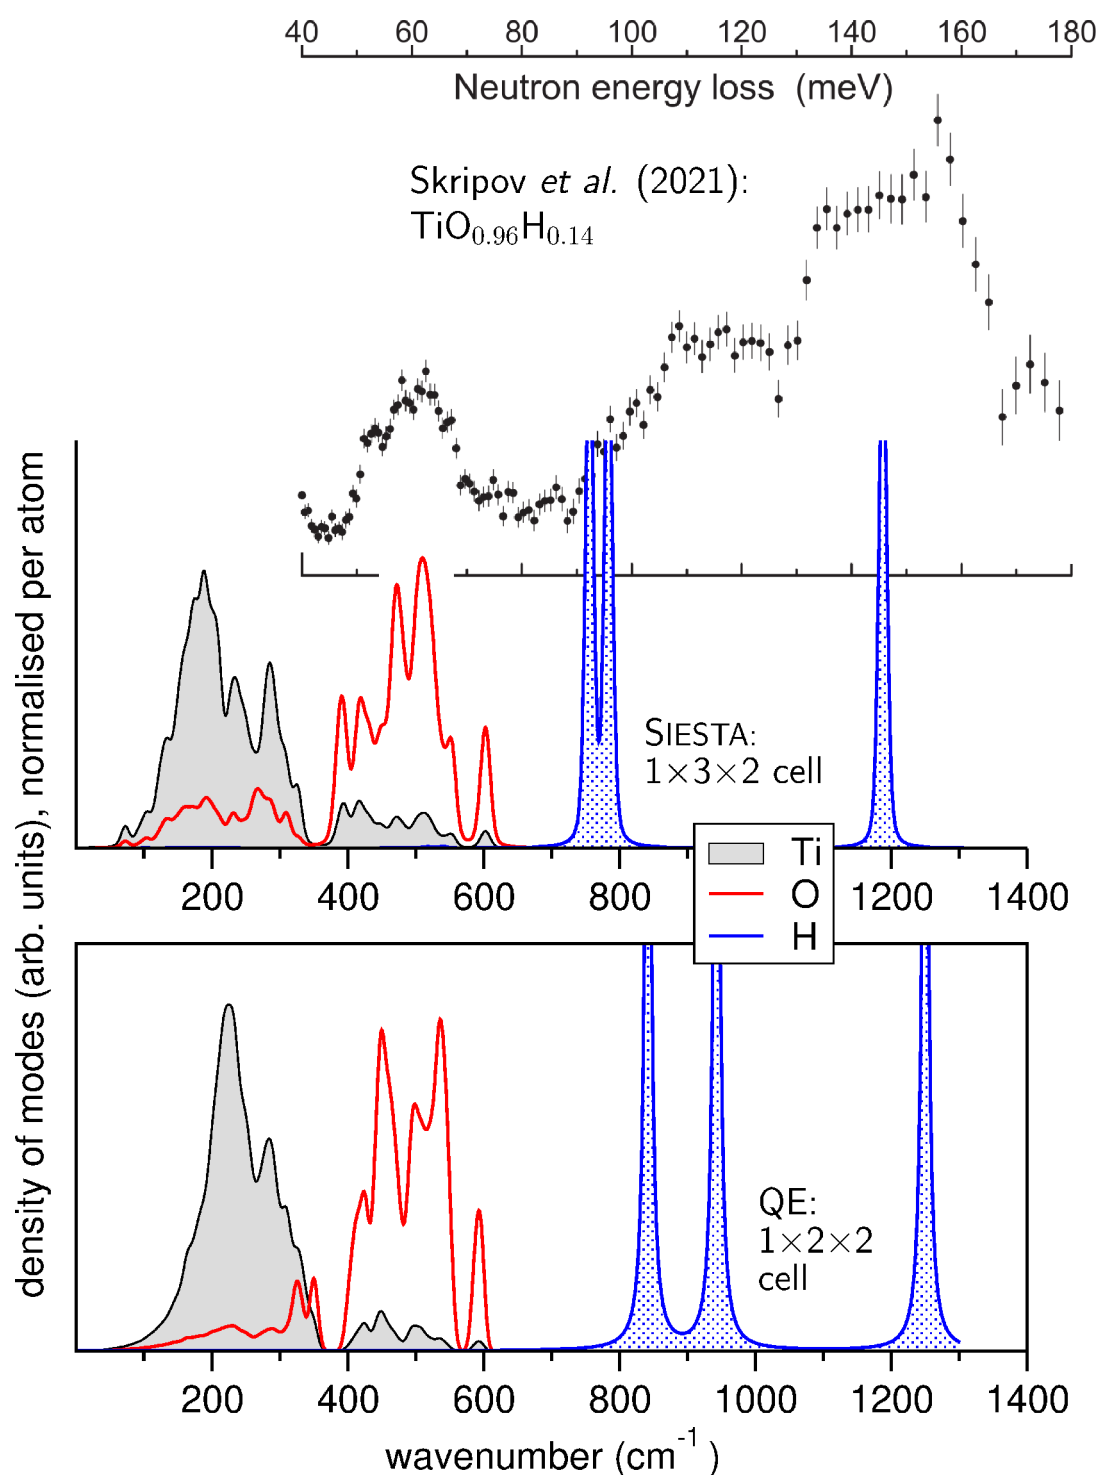 40 60 80 100 120 140 160 180
Neutron energy loss (meV)
Skripov et al. (2021):
TiO0.96H0.14
density of modes (arb. units), normalised per atom
SIESTA:
1×3×2 cell
200 400 600 800 1200 1400
Ti
O
H
QE:
1×2×2
cell
200 400 600 800 1000 1200 1400
wavenumber (cm-1)